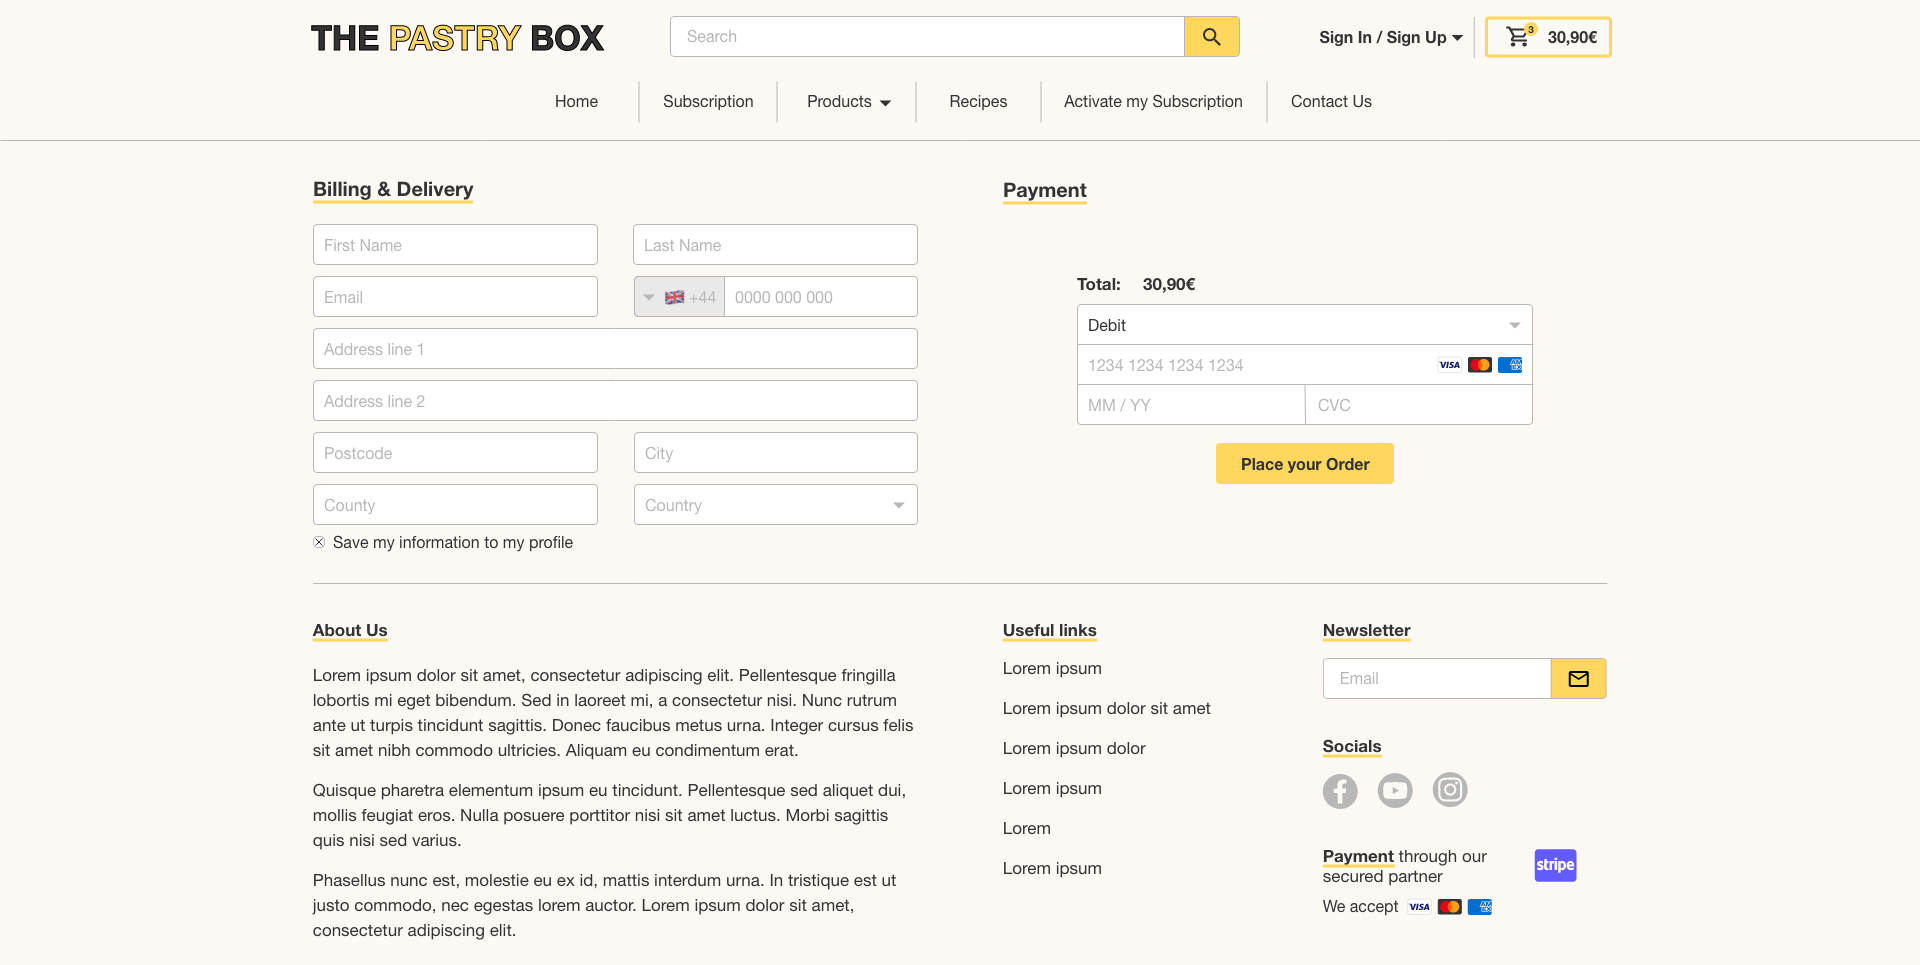 THE PASTRY BOX
Search
Sign In / Sign Up
3
30,90€
Home
Subscription
Products
Recipes
Activate my Subscription
Contact Us
Billing & Delivery
First Name
Last Name
Email
+44
0000 000 000
Address line 1
Address line 2
Postcode
City
County
Country
Save my information to my profile
Payment
Total: 30,90€
Debit
1234 1234 1234 1234
VISA
AM
EX
MM / YY
CVC
Place your Order
About Us
Lorem ipsum dolor sit amet, consectetur adipiscing elit. Pellentesque fringilla
lobortis mi eget bibendum. Sed in laoreet mi, a consectetur nisi. Nunc rutrum
ante ut turpis tincidunt sagittis. Donec faucibus metus urna. Integer cursus felis
sit amet nibh commodo ultricies. Aliquam eu condimentum erat.
Quisque pharetra elementum ipsum eu tincidunt. Pellentesque sed aliquet dui,
mollis feugiat eros. Nulla posuere porttitor nisi sit amet luctus. Morbi sagittis
quis nisi sed varius.
Phasellus nunc est, molestie eu ex id, mattis interdum urna. In tristique est ut
justo commodo, nec egestas lorem auctor. Lorem ipsum dolor sit amet,
consectetur adipiscing elit.
Useful links
Lorem ipsum
Lorem ipsum dolor sit amet
Lorem ipsum dolor
Lorem ipsum
Lorem
Lorem ipsum
Newsletter
Email
Socials
Payment through our
secured partner
stripe
We accept
VISA
AM
EX